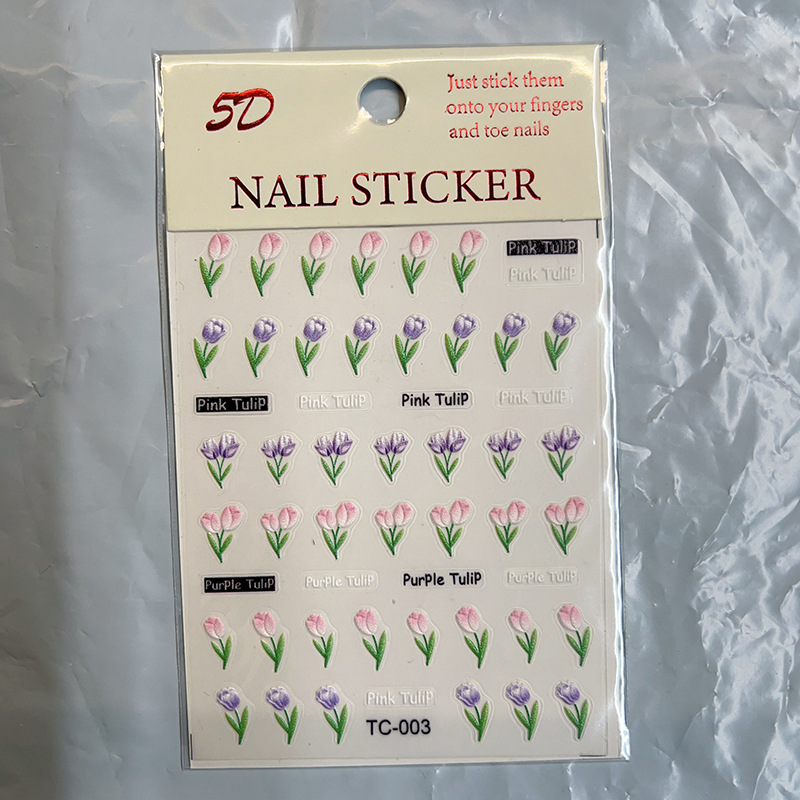 5D
Just stick them
onto your fingers
and toe nails
NAIL STICKER
Pink TuliP
Pink TuliP
Pink TuliP Pink TuliP Pink TuliP Pink TuliP
PurPle TuliP PurPle TuliP PurPle TuliP PurPle TuliP
Pink TuliP
TC-003